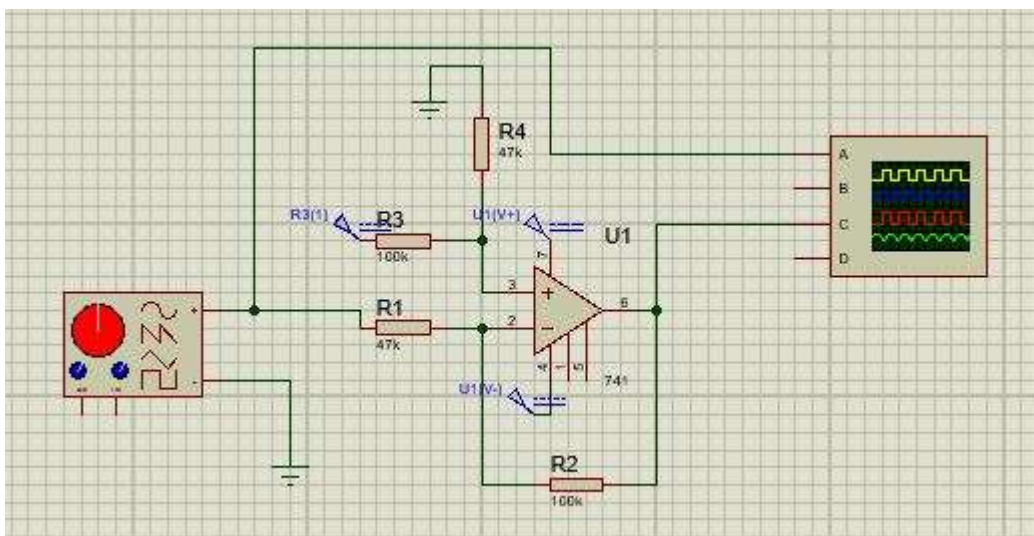 R4
47k
R3(1)
R3
100k
U1(V+)
U1
7
3
+
6
R1
47k
2
−
4
1
5
741
U1(V-)
R2
100k
A
B
C
D
+
-